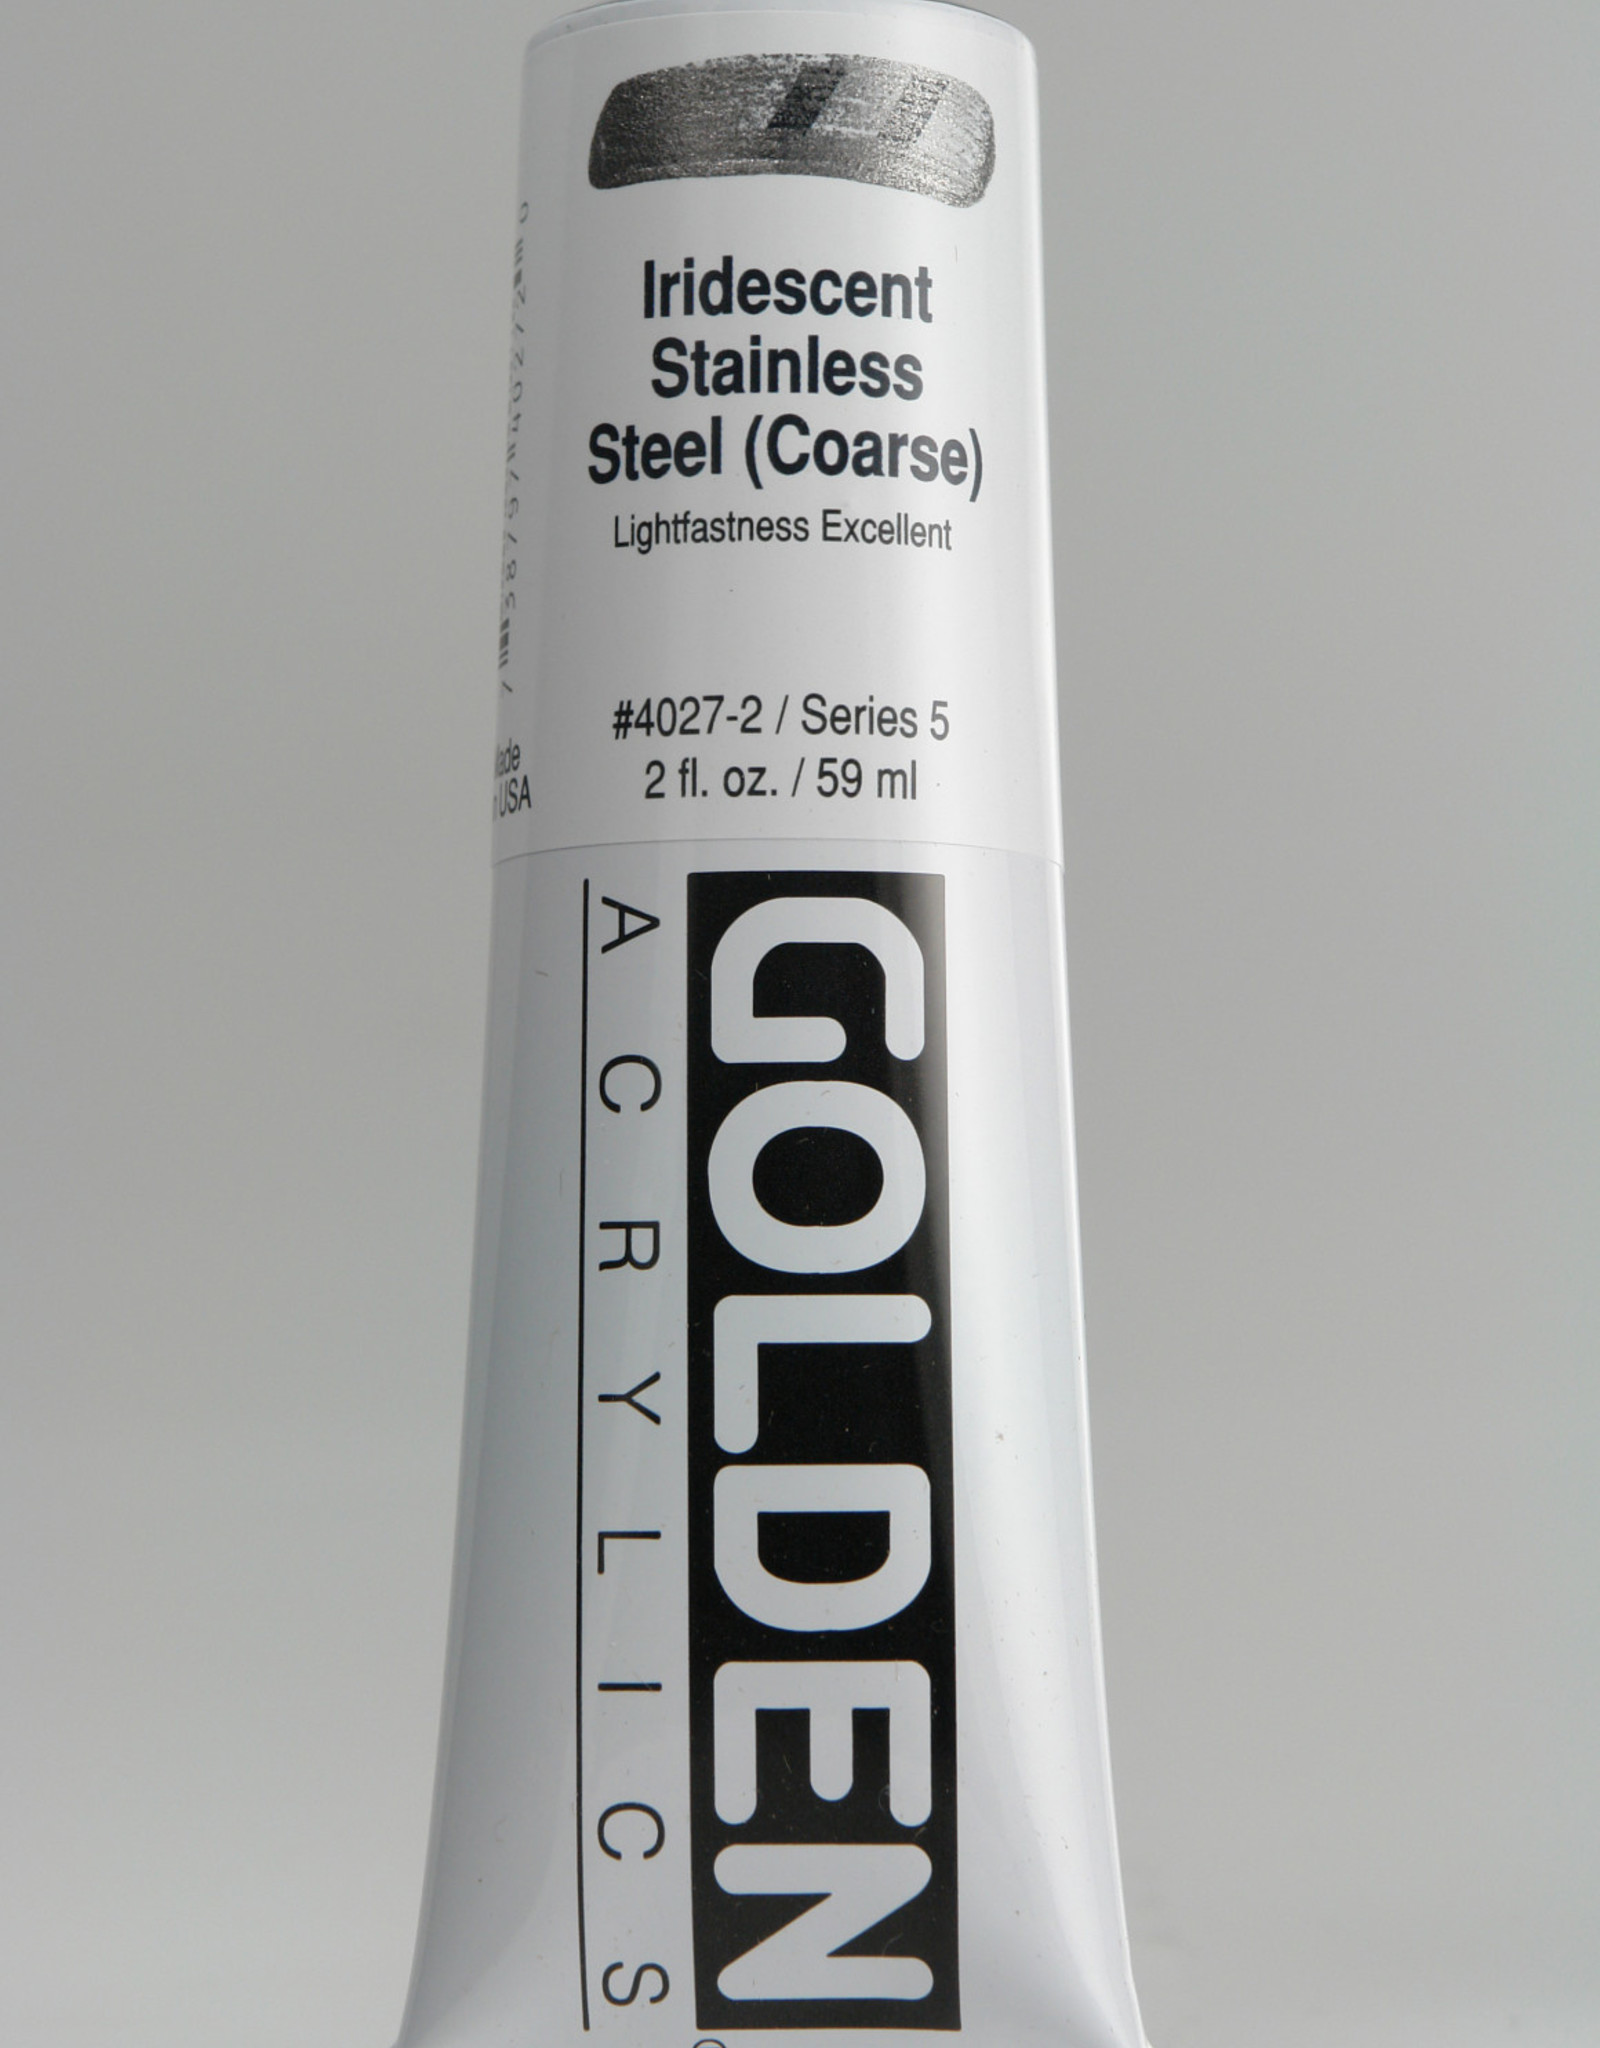 Iridescent
Stainless
Steel (Coarse)
Lightfastness Excellent
#4027-2 / Series 5
2 fl. oz. / 59 ml
USA
GOLDEN
ACRYLICS